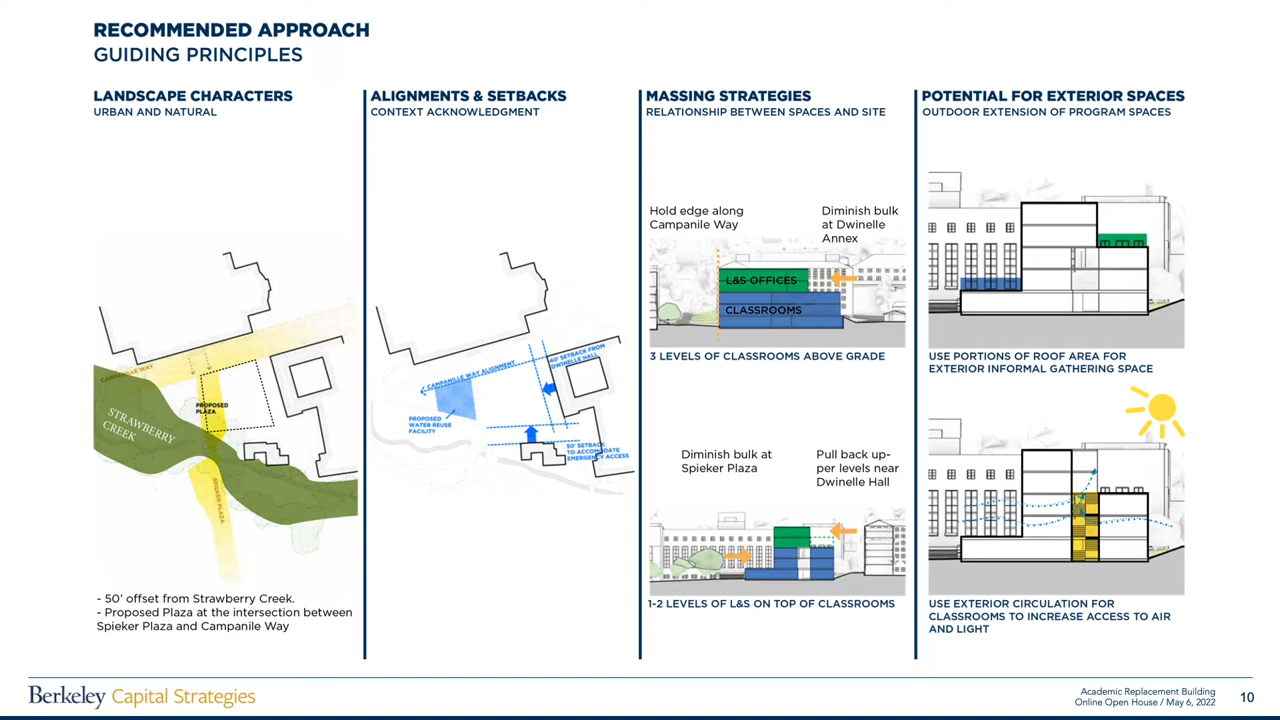 RECOMMENDED APPROACH
GUIDING PRINCIPLES
LANDSCAPE CHARACTERS
URBAN AND NATURAL
CAMPANILE WAY
PROPOSED
PLAZA
STRAWBERRY
CREEK
SPIEKER PLAZA
- 50’ offset from Strawberry Creek.
- Proposed Plaza at the intersection between
Spieker Plaza and Campanile Way
ALIGNMENTS & SETBACKS
CONTEXT ACKNOWLEDGMENT
CAMPANILLE WAY ALIGNMENT
40' SETBACK FROM
DWINELLE HALL
PROPOSED
WATER REUSE
FACILITY
50' SETBACK
TO ACCOMODATE
EMERGENCY ACCESS
MASSING STRATEGIES
RELATIONSHIP BETWEEN SPACES AND SITE
Hold edge along
Campanile Way
Diminish bulk
at Dwinelle
Annex
L&S OFFICES
CLASSROOMS
3 LEVELS OF CLASSROOMS ABOVE GRADE
Diminish bulk at
Spieker Plaza
Pull back up-
per levels near
Dwinelle Hall
1-2 LEVELS OF L&S ON TOP OF CLASSROOMS
POTENTIAL FOR EXTERIOR SPACES
OUTDOOR EXTENSION OF PROGRAM SPACES
USE PORTIONS OF ROOF AREA FOR
EXTERIOR INFORMAL GATHERING SPACE
USE EXTERIOR CIRCULATION FOR
CLASSROOMS TO INCREASE ACCESS TO AIR
AND LIGHT
Berkeley Capital Strategies
Academic Replacement Building
Online Open House / May 6, 2022
10